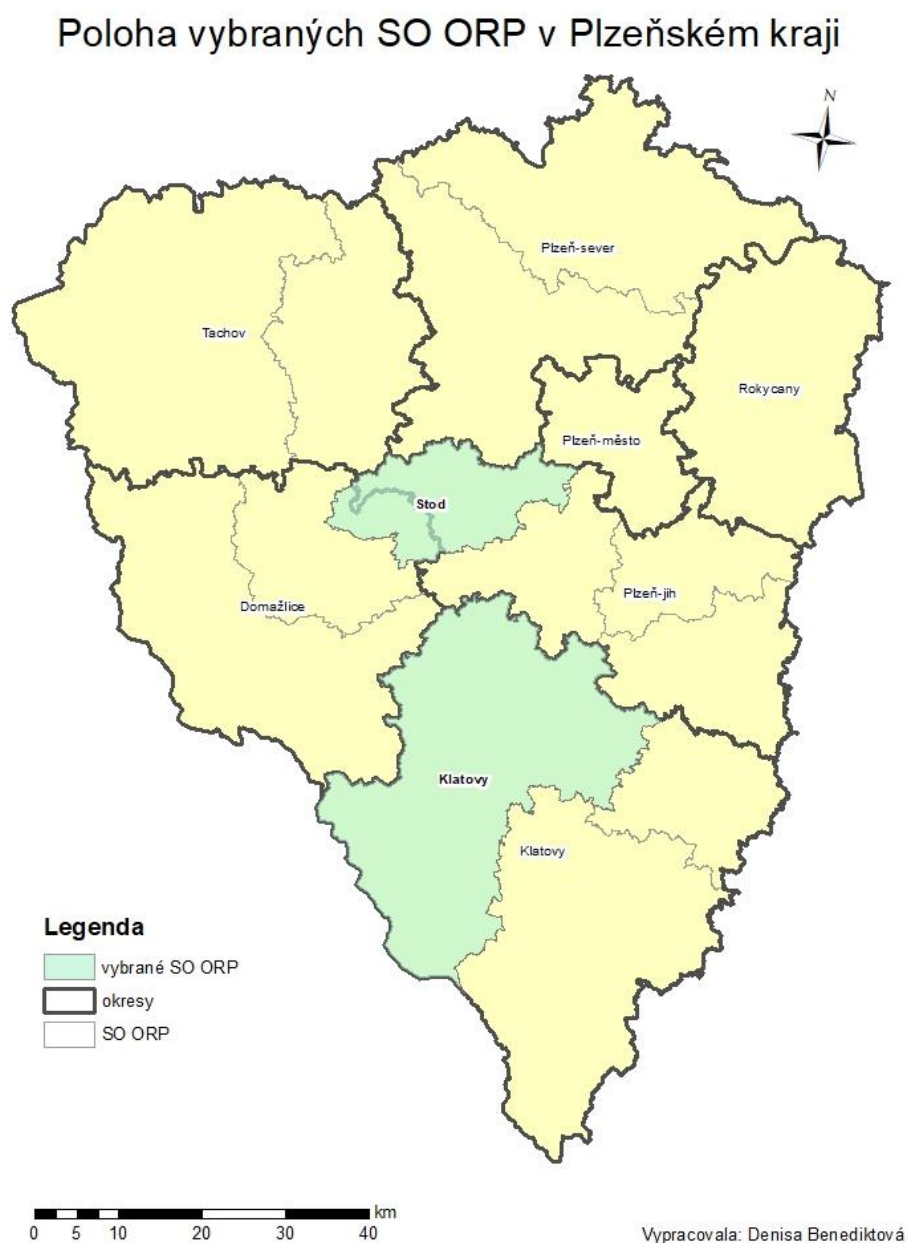 Poloha vybraných SO ORP v Plzeňském kraji
N
Plzeň-sever
Tachov
Rokycany
Plzeň-město
Stod
Plzeň-jih
Domažlice
Klatovy
Klatovy
Legenda
vybrané SO ORP
okresy
SO ORP
km
0 5 10 20 30 40
Vypracovala: Denisa Benediktová